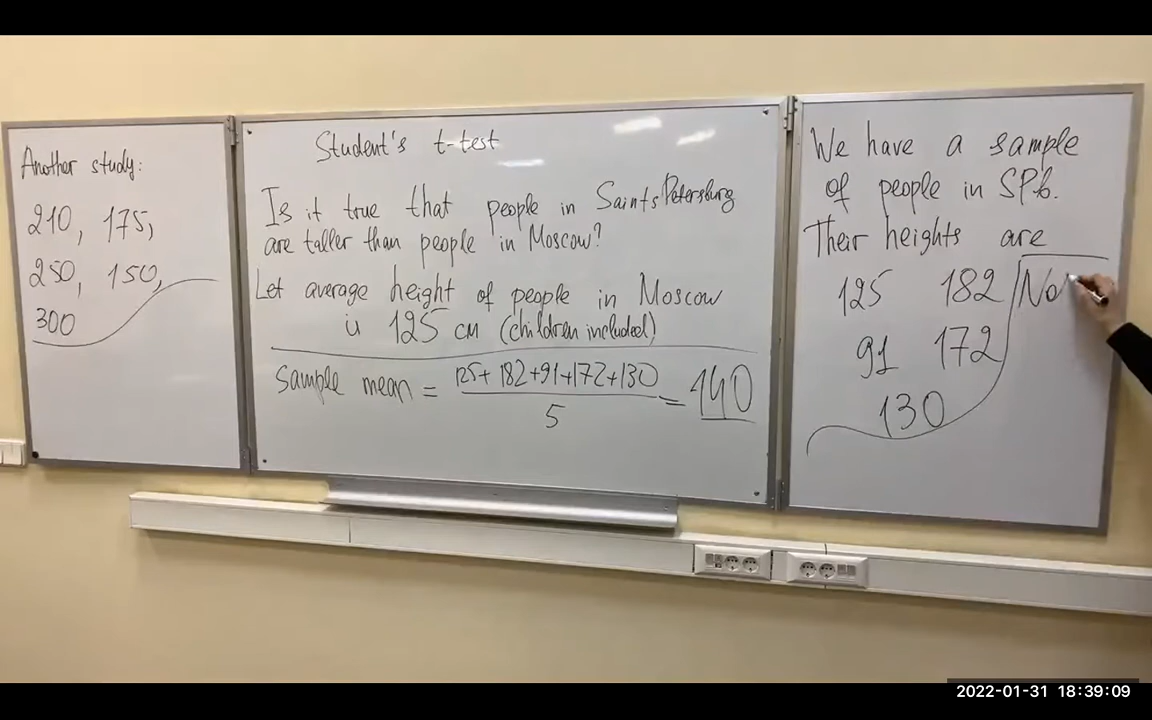 Another study:
210, 175,
250, 150,
300
Student's t-test
Is it true that people in Saints Petersburg
are taller than people in Moscow?
Let average height of people in Moscow
is 125 cm (children included)
Sample mean = 125+182+91+172+130 / 5 = 140
We have a sample
of people in SPb.
Their heights are
125 182
91 172
130
No
2022-01-31 18:39:09